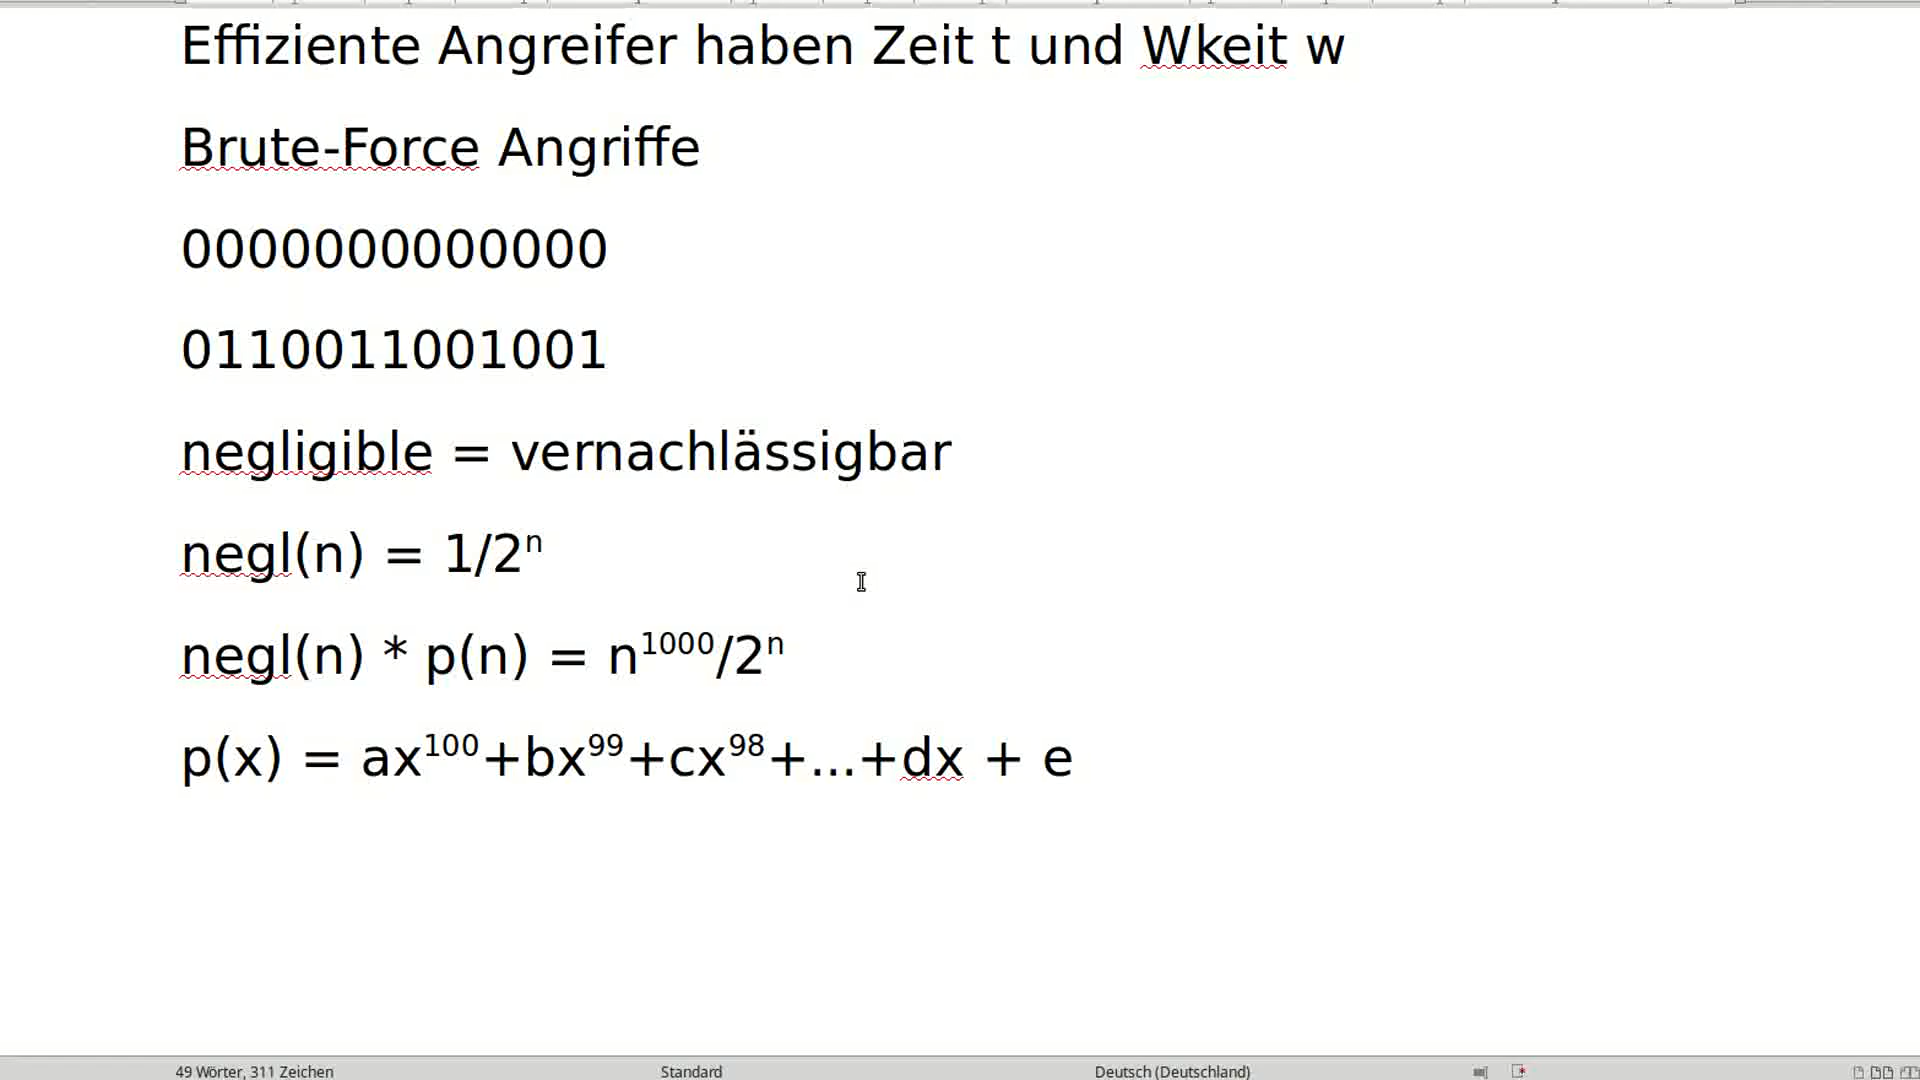 Effiziente Angreifer haben Zeit t und Wkeit w
Brute-Force Angriffe
0000000000000
0110011001001
negligible = vernachlässigbar
negl(n) = 1/2ⁿ
negl(n) * p(n) = n¹⁰⁰⁰/2ⁿ
p(x) = ax¹⁰⁰+bx⁹⁹+cx⁹⁸+...+dx + e
49 Wörter, 311 Zeichen Standard Deutsch (Deutschland)